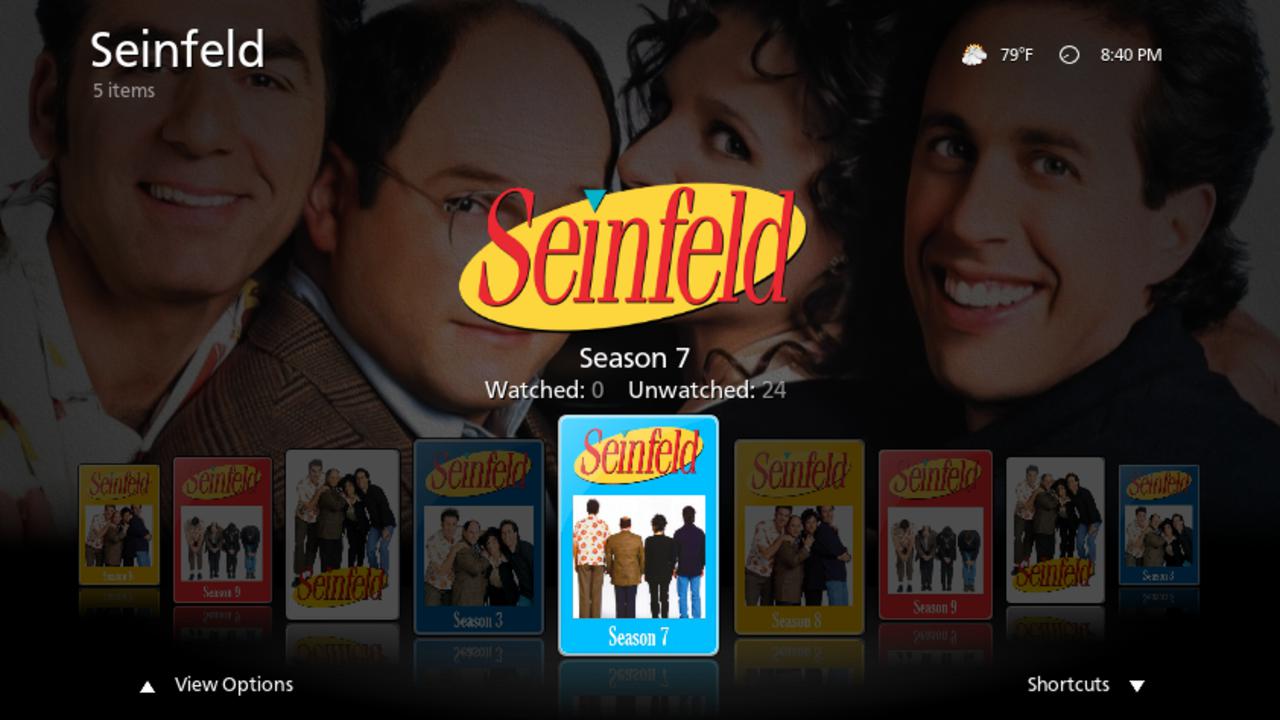 Seinfeld
5 items
79°F
8:40 PM
Seinfeld
Season 7
Watched: 0 Unwatched: 24
Seinfeld
Seinfeld
Season 9
Seinfeld
Seinfeld
Season 3
Seinfeld
Season 7
Seinfeld
Season 8
Seinfeld
Season 9
Seinfeld
Seinfeld
Season 3
View Options
Shortcuts